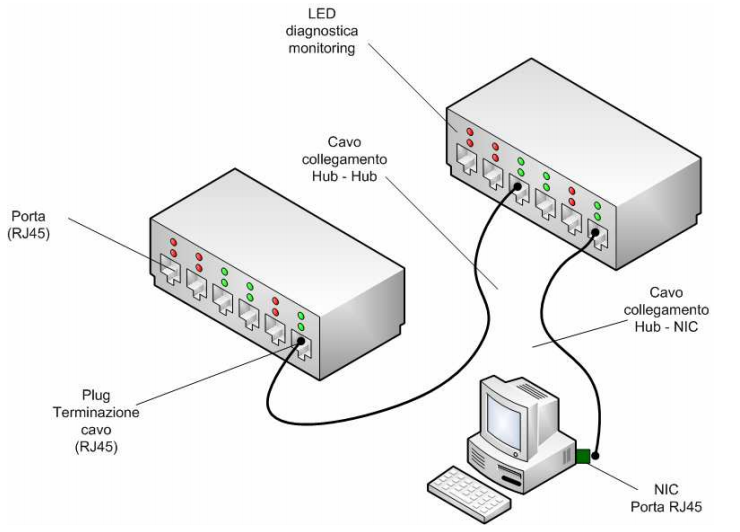 LED
diagnostica
monitoring
Cavo
collegamento
Hub - Hub
Porta
(RJ45)
Cavo
collegamento
Hub - NIC
Plug
Terminazione
cavo
(RJ45)
NIC
Porta RJ45